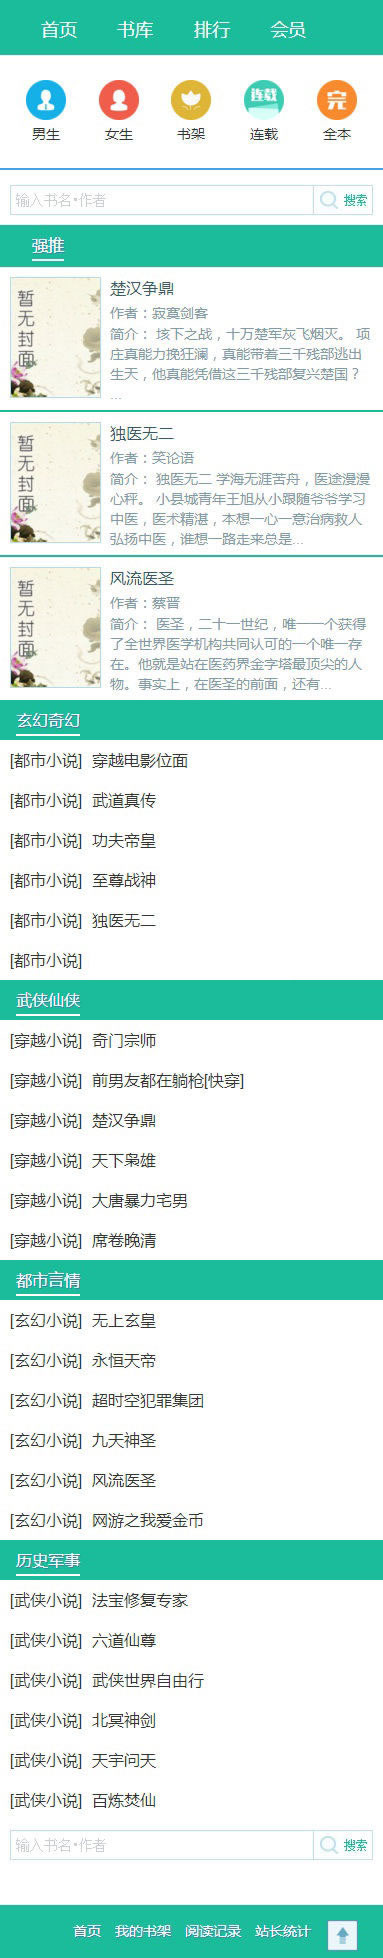 首页 书库 排行 会员
男生 女生 书架 连载 全本
连载 完
输入书名•作者 搜索
强推
暂无封面
楚汉争鼎
作者：寂寞剑客
简介： 垓下之战，十万楚军灰飞烟灭。 项
庄真能力挽狂澜，真能带着三千残部逃出
生天，他真能凭借这三千残部复兴楚国？
...
暂无封面
独医无二
作者：笑论语
简介： 独医无二 学海无涯苦舟，医途漫漫
心秤。 小县城青年王旭从小跟随爷爷学习
中医，医术精湛，本想一心一意治病救人
弘扬中医，谁想一路走来总是...
暂无封面
风流医圣
作者：蔡晋
简介： 医圣，二十一世纪，唯一一个获得
了全世界医学机构共同认可的一个唯一存
在。他就是站在医药界金字塔最顶尖的人
物。事实上，在医圣的前面，还有...
玄幻奇幻
[都市小说] 穿越电影位面
[都市小说] 武道真传
[都市小说] 功夫帝皇
[都市小说] 至尊战神
[都市小说] 独医无二
[都市小说]
武侠仙侠
[穿越小说] 奇门宗师
[穿越小说] 前男友都在躺枪[快穿]
[穿越小说] 楚汉争鼎
[穿越小说] 天下枭雄
[穿越小说] 大唐暴力宅男
[穿越小说] 席卷晚清
都市言情
[玄幻小说] 无上玄皇
[玄幻小说] 永恒天帝
[玄幻小说] 超时空犯罪集团
[玄幻小说] 九天神圣
[玄幻小说] 风流医圣
[玄幻小说] 网游之我爱金币
历史军事
[武侠小说] 法宝修复专家
[武侠小说] 六道仙尊
[武侠小说] 武侠世界自由行
[武侠小说] 北冥神剑
[武侠小说] 天宇问天
[武侠小说] 百炼焚仙
输入书名•作者 搜索
首页 我的书架 阅读记录 站长统计